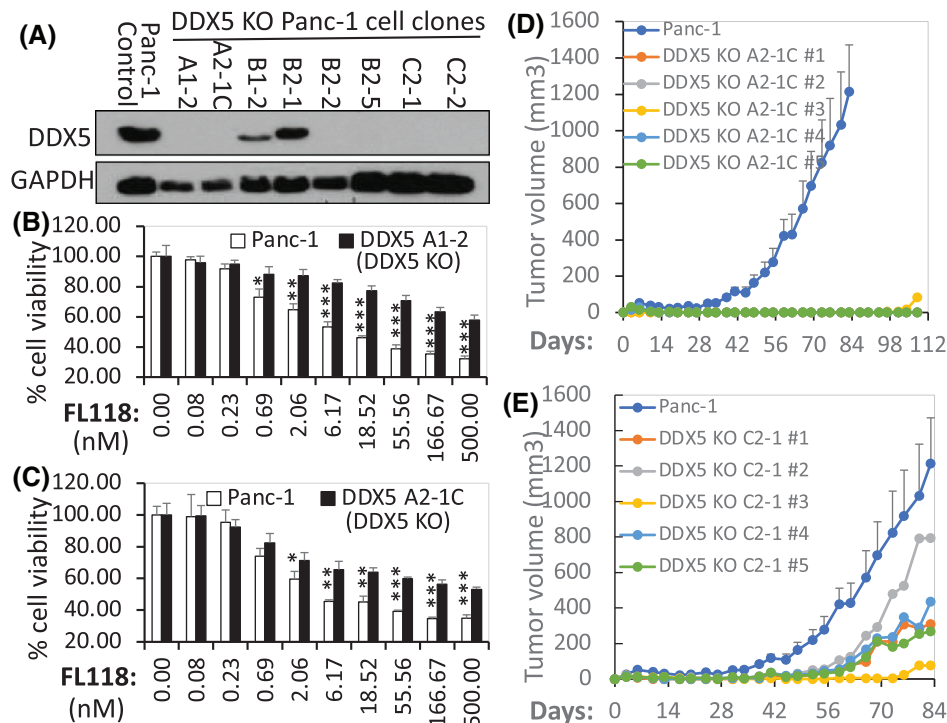 (A)
DDX5 KO Panc-1 cell clones
Panc-1 Control
A1-2
A2-1C
B1-2
B2-1
B2-2
B2-5
C2-1
C2-2
DDX5
GAPDH
(B)
% cell viability
120.00
100.00
80.00
60.00
40.00
20.00
Panc-1
DDX5 A1-2
(DDX5 KO)
*
**
***
***
***
***
***
FL118:
(nM)
0.00
0.08
0.23
0.69
2.06
6.17
18.52
55.56
166.67
500.00
(C)
% cell viability
120.00
100.00
80.00
60.00
40.00
20.00
Panc-1
DDX5 A2-1C
(DDX5 KO)
*
**
**
***
***
**
FL118:
(nM)
0.00
0.08
0.23
0.69
2.06
6.17
18.52
55.56
166.67
500.00
(D)
Tumor volume (mm3)
1600
1400
1200
1000
800
600
400
200
0
Panc-1
DDX5 KO A2-1C #1
DDX5 KO A2-1C #2
DDX5 KO A2-1C #3
DDX5 KO A2-1C #4
DDX5 KO A2-1C #5
Days:
0 14 28 42 56 70 84 98 112
(E)
Tumor volume (mm3)
1600
1400
1200
1000
800
600
400
200
0
Panc-1
DDX5 KO C2-1 #1
DDX5 KO C2-1 #2
DDX5 KO C2-1 #3
DDX5 KO C2-1 #4
DDX5 KO C2-1 #5
Days:
0 14 28 42 56 70 84